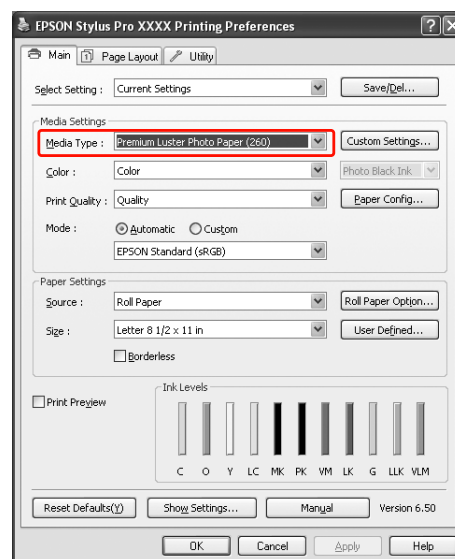 EPSON Stylus Pro XXXX Printing Preferences
Main Page Layout Utility
Select Setting : Current Settings Save/Del...
Media Settings
Media Type : Premium Luster Photo Paper (260) Custom Settings...
Color : Color Photo Black Ink
Print Quality : Quality Paper Config...
Mode : Automatic Custom
EPSON Standard (sRGB)
Paper Settings
Source : Roll Paper Roll Paper Option...
Size : Letter 8 1/2 x 11 in User Defined...
Borderless
Print Preview
Ink Levels
C O Y LC MK PK VM LK G LLK VLM
Reset Defaults(Y) Show Settings... Manual Version 6.50
OK Cancel Apply Help